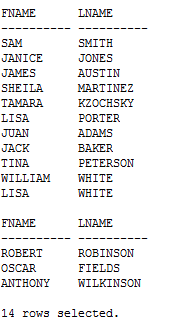 FNAME      LNAME
---------- ----------
SAM        SMITH
JANICE     JONES
JAMES      AUSTIN
SHEILA     MARTINEZ
TAMARA     KZOCHSKY
LISA       PORTER
JUAN       ADAMS
JACK       BAKER
TINA       PETERSON
WILLIAM    WHITE
LISA       WHITE
FNAME      LNAME
---------- ----------
ROBERT     ROBINSON
OSCAR      FIELDS
ANTHONY    WILKINSON
14 rows selected.